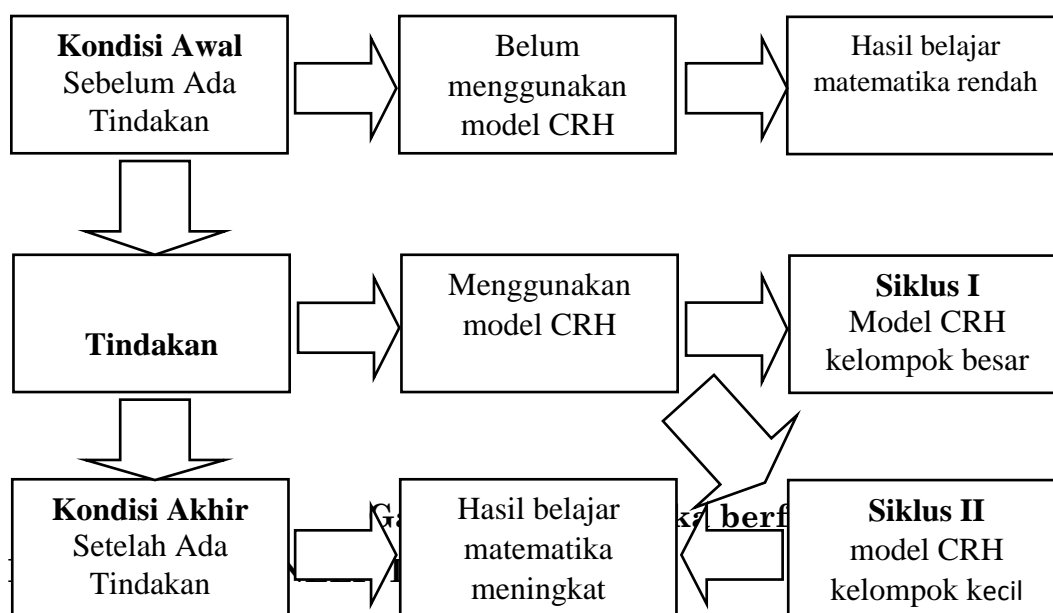 Kondisi Awal
Sebelum Ada
Tindakan
Belum
menggunakan
model CRH
Hasil belajar
matematika rendah
Tindakan
Menggunakan
model CRH
Siklus I
Model CRH
kelompok besar
Kondisi Akhir
Setelah Ada
Tindakan
Hasil belajar
matematika
meningkat
Siklus II
model CRH
kelompok kecil